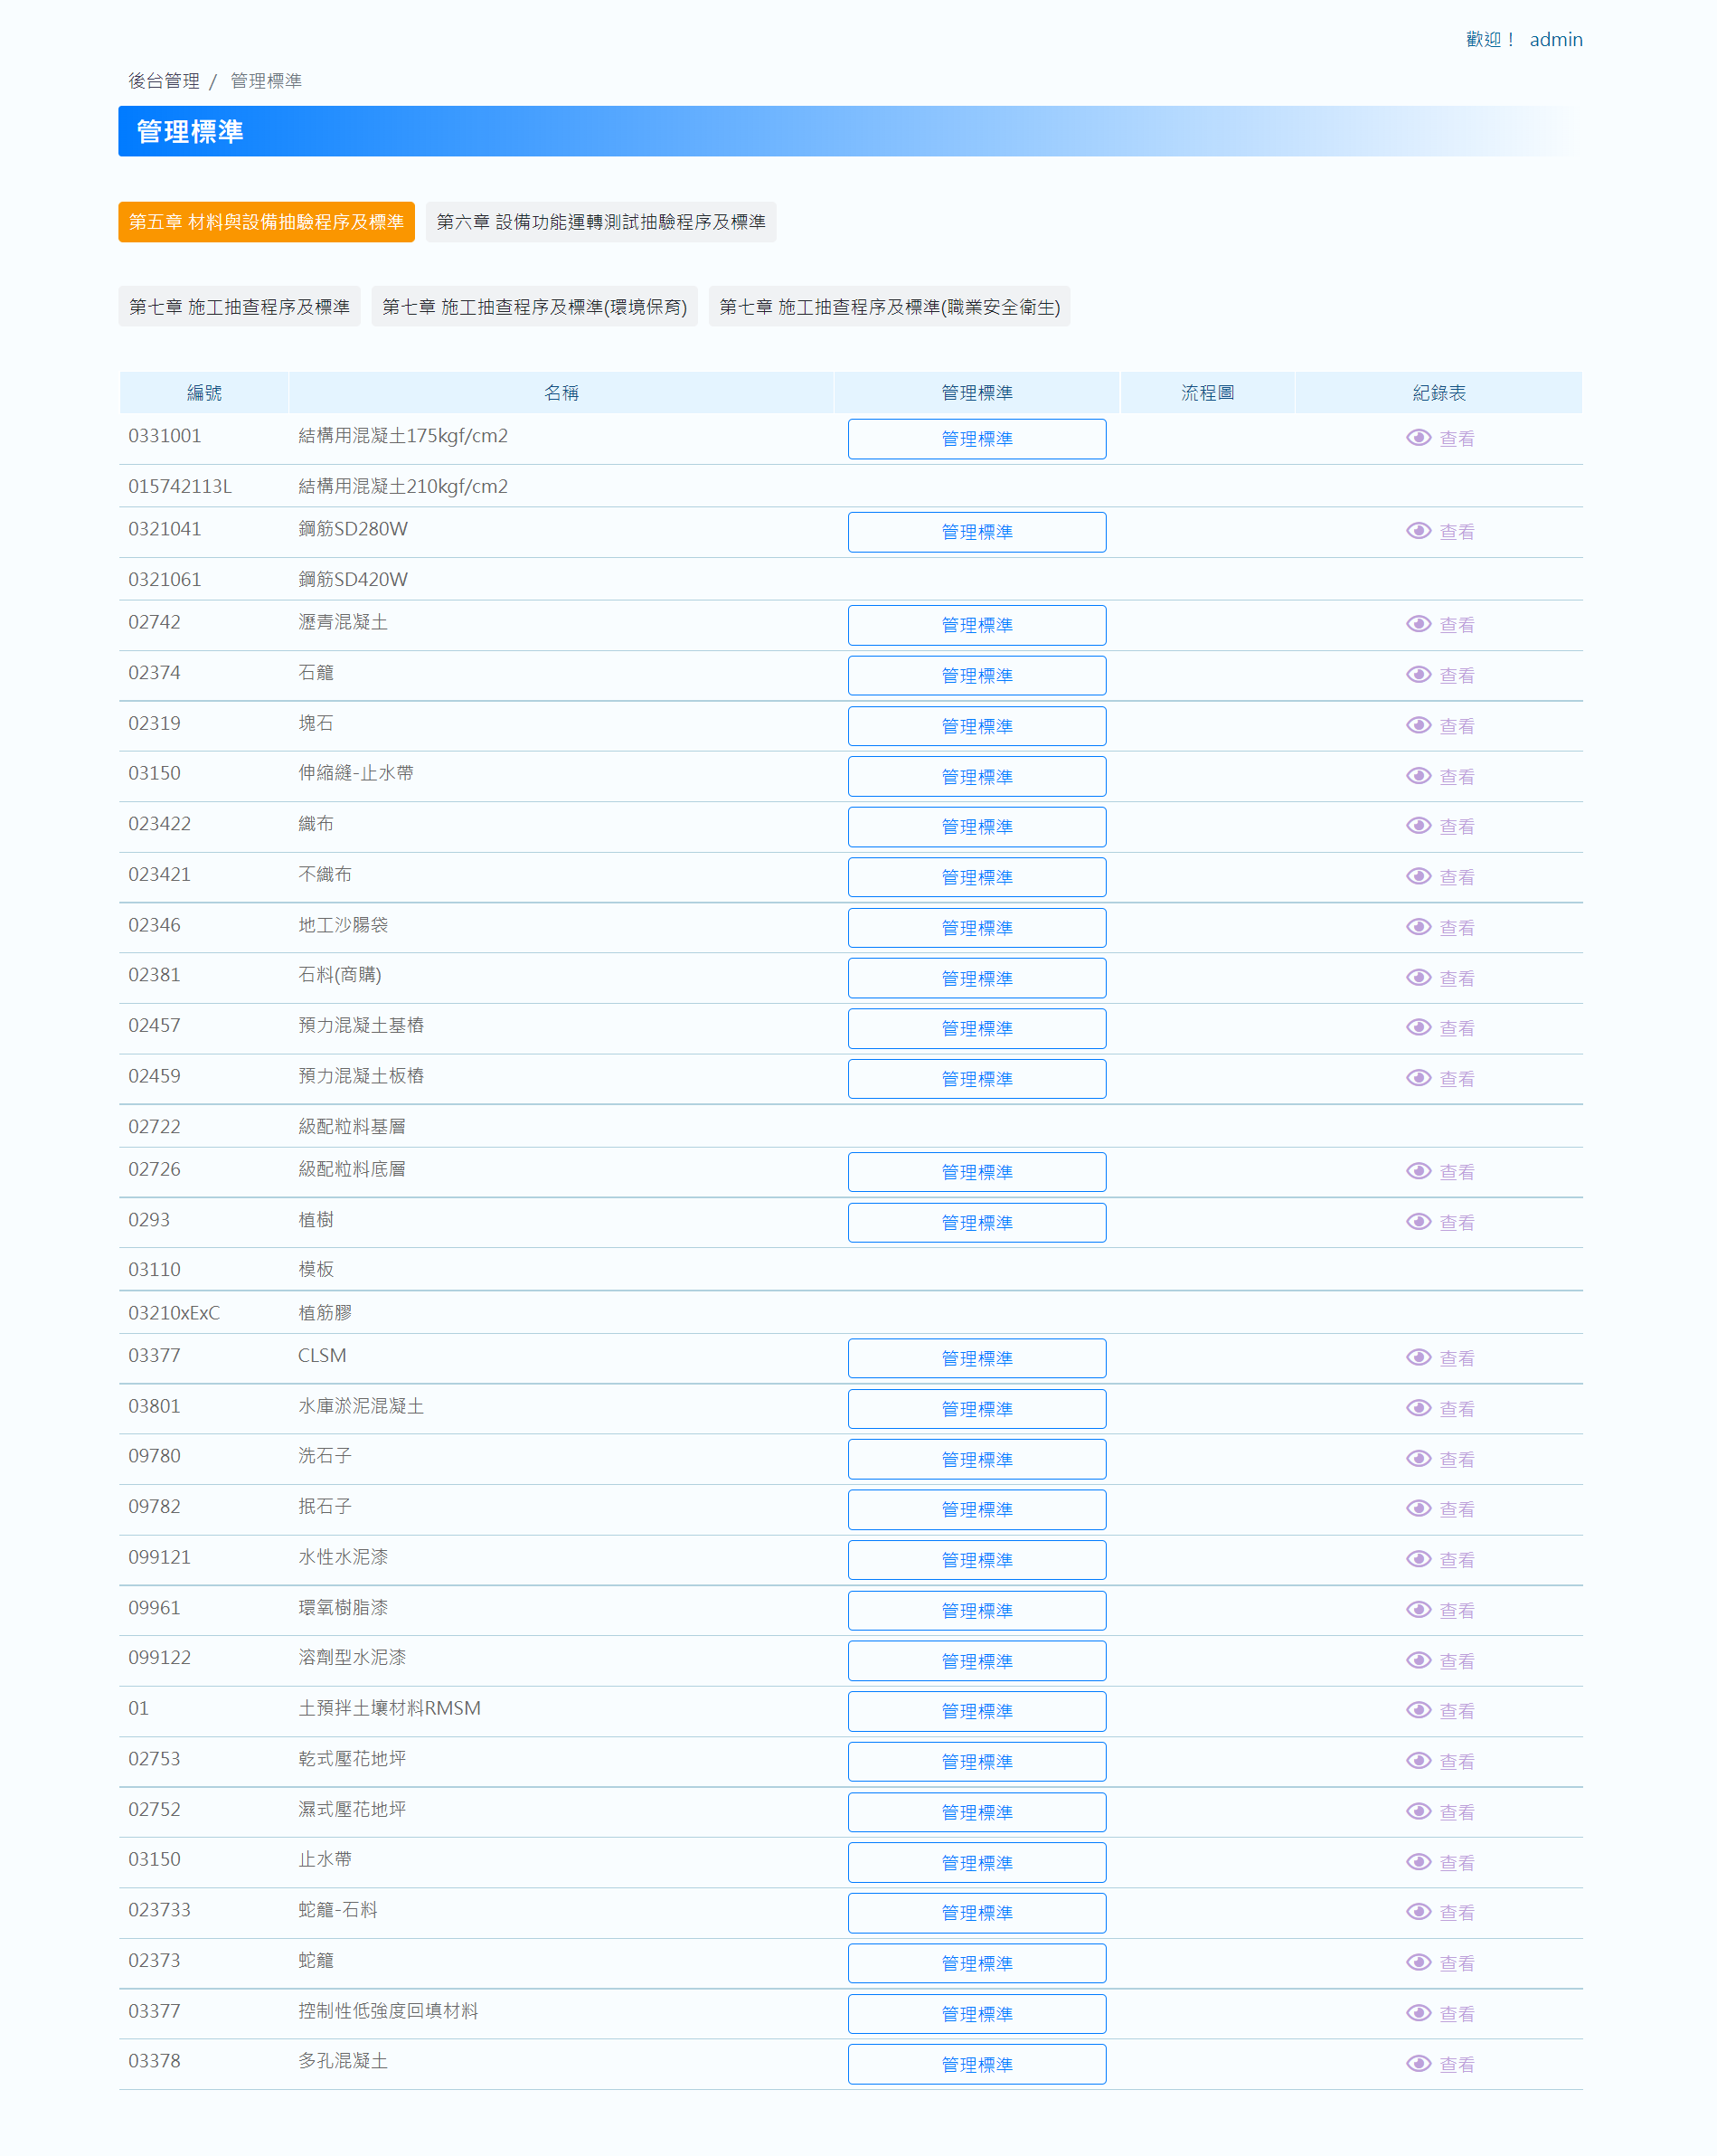 歡迎！ admin
後台管理 / 管理標準
管理標準
第五章 材料與設備抽驗程序及標準 第六章 設備功能運轉測試抽驗程序及標準
第七章 施工抽查程序及標準 第七章 施工抽查程序及標準(環境保育) 第七章 施工抽查程序及標準(職業安全衛生)
編號 名稱 管理標準 流程圖 紀錄表
0331001 結構用混凝土175kgf/cm2 管理標準 查看
015742113L 結構用混凝土210kgf/cm2
0321041 鋼筋SD280W 管理標準 查看
0321061 鋼筋SD420W
02742 瀝青混凝土 管理標準 查看
02374 石籠 管理標準 查看
02319 塊石 管理標準 查看
03150 伸縮縫-止水帶 管理標準 查看
023422 織布 管理標準 查看
023421 不織布 管理標準 查看
02346 地工沙腸袋 管理標準 查看
02381 石料(商購) 管理標準 查看
02457 預力混凝土基樁 管理標準 查看
02459 預力混凝土板樁 管理標準 查看
02722 級配粒料基層
02726 級配粒料底層 管理標準 查看
0293 植樹 管理標準 查看
03110 模板
03210xExC 植筋膠
03377 CLSM 管理標準 查看
03801 水庫淤泥混凝土 管理標準 查看
09780 洗石子 管理標準 查看
09782 抿石子 管理標準 查看
099121 水性水泥漆 管理標準 查看
09961 環氧樹脂漆 管理標準 查看
099122 溶劑型水泥漆 管理標準 查看
01 土預拌土壤材料RMSM 管理標準 查看
02753 乾式壓花地坪 管理標準 查看
02752 濕式壓花地坪 管理標準 查看
03150 止水帶 管理標準 查看
023733 蛇籠-石料 管理標準 查看
02373 蛇籠 管理標準 查看
03377 控制性低強度回填材料 管理標準 查看
03378 多孔混凝土 管理標準 查看